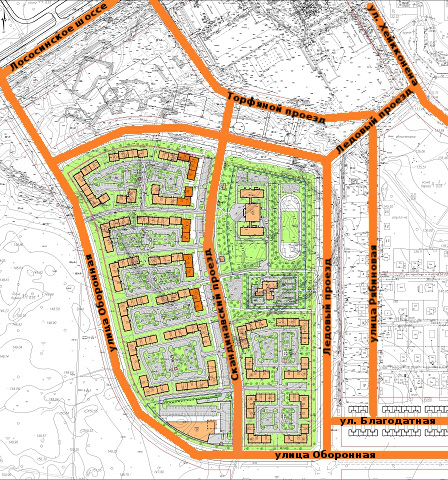 Лососинское шоссе
ул. Хейкконена
Торфяной проезд
Ледовый проезд
улица Оборонная
Скандинавский проезд
Ледовый проезд
улица Рябиновая
ул. Благодатная
улица Оборонная